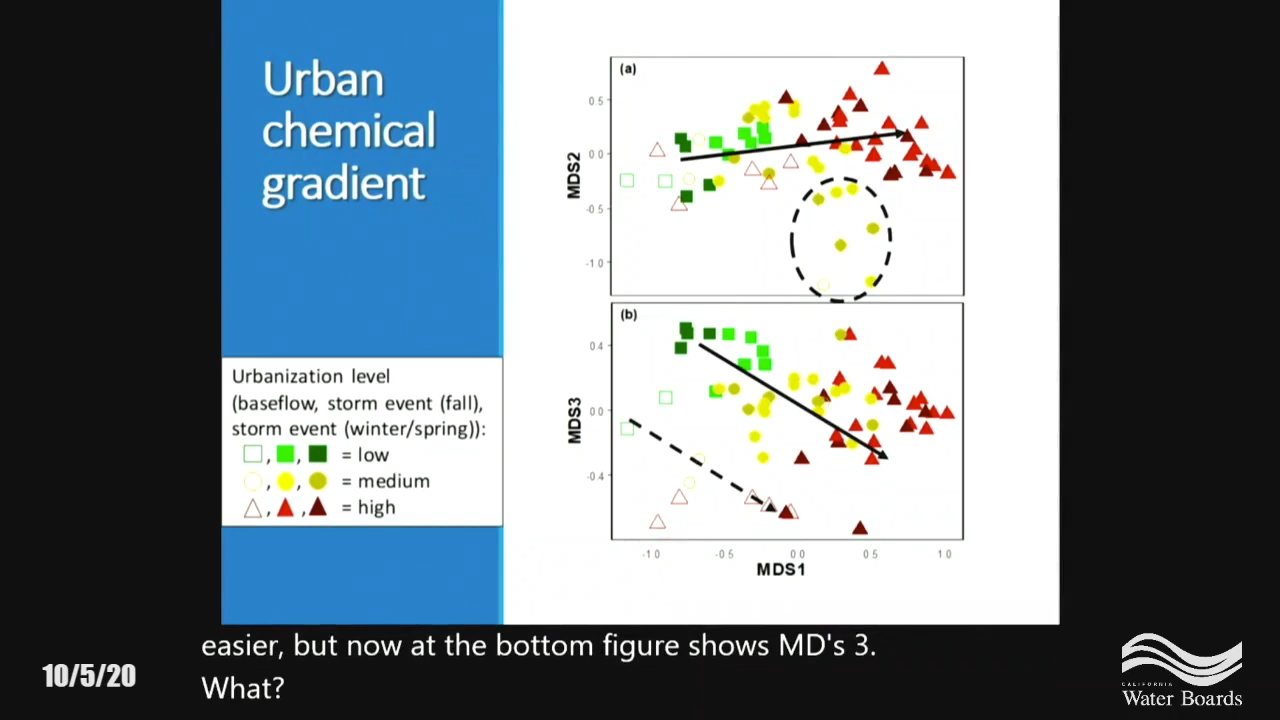 Urban
chemical
gradient
Urbanization level
(baseflow, storm event (fall),
storm event (winter/spring)):
, , = low
, , = medium
, , = high
(a)
0 5
0 0
-0 5
-1 0
MDS2
(b)
0 4
0 0
-0 4
MDS3
-1 0 -0 5 0 0 0 5 1 0
MDS1
easier, but now at the bottom figure shows MD's 3.
What?
10/5/20
CALIFORNIA
Water Boards